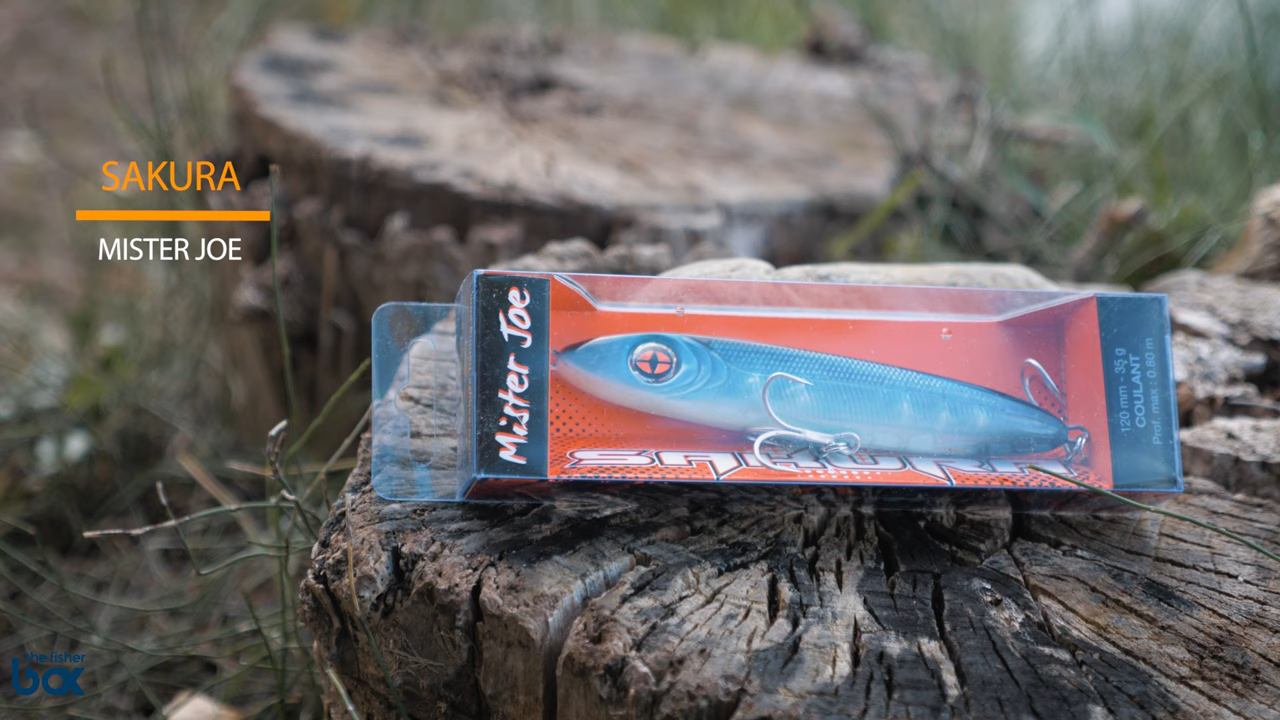 SAKURA
MISTER JOE
Mister Joe
SAKURA
120 mm - 35 g
COULANT
Prof. max : 0.80 m
the fisher
box